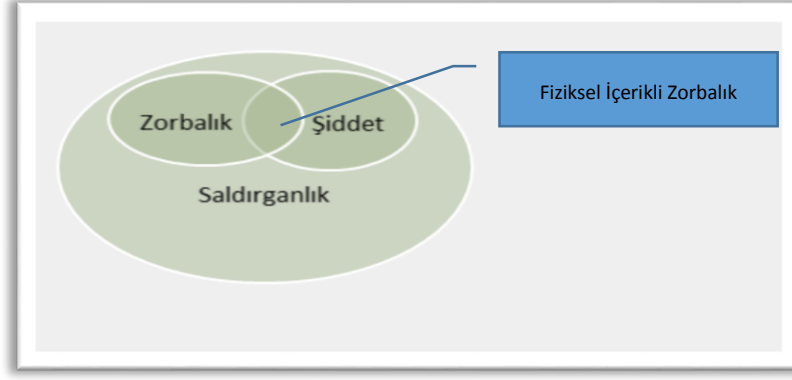 Fiziksel İçerikli Zorbalık
Zorbalık
Şiddet
Saldırganlık